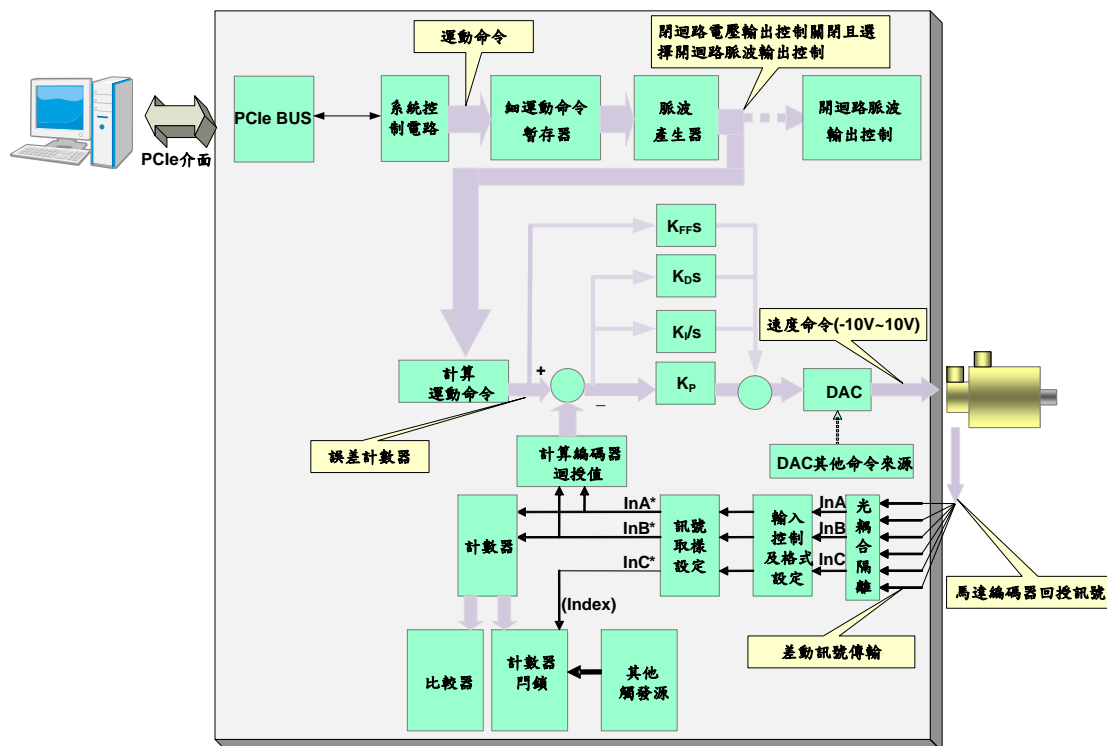 運動命令
閉迴路電壓輸出控制關閉且選
擇開迴路脈波輸出控制
PCIe BUS
系統控
制電路
細運動命令
暫存器
脈波
產生器
開迴路脈波
輸出控制
PCIe介面
KFFS
KDS
KI/S
速度命令(-10V~10V)
計算
運動命令
+
_
KP
DAC
誤差計數器
計算編碼器
迴授值
DAC其他命令來源
計數器
InA*
InB*
InC*
訊號
取樣
設定
輸入
控制
及格式
設定
InA
InB
InC
光
耦
合
隔
離
馬達編碼器回授訊號
(Index)
差動訊號傳輸
比較器
計數器
閂鎖
其他
觸發源